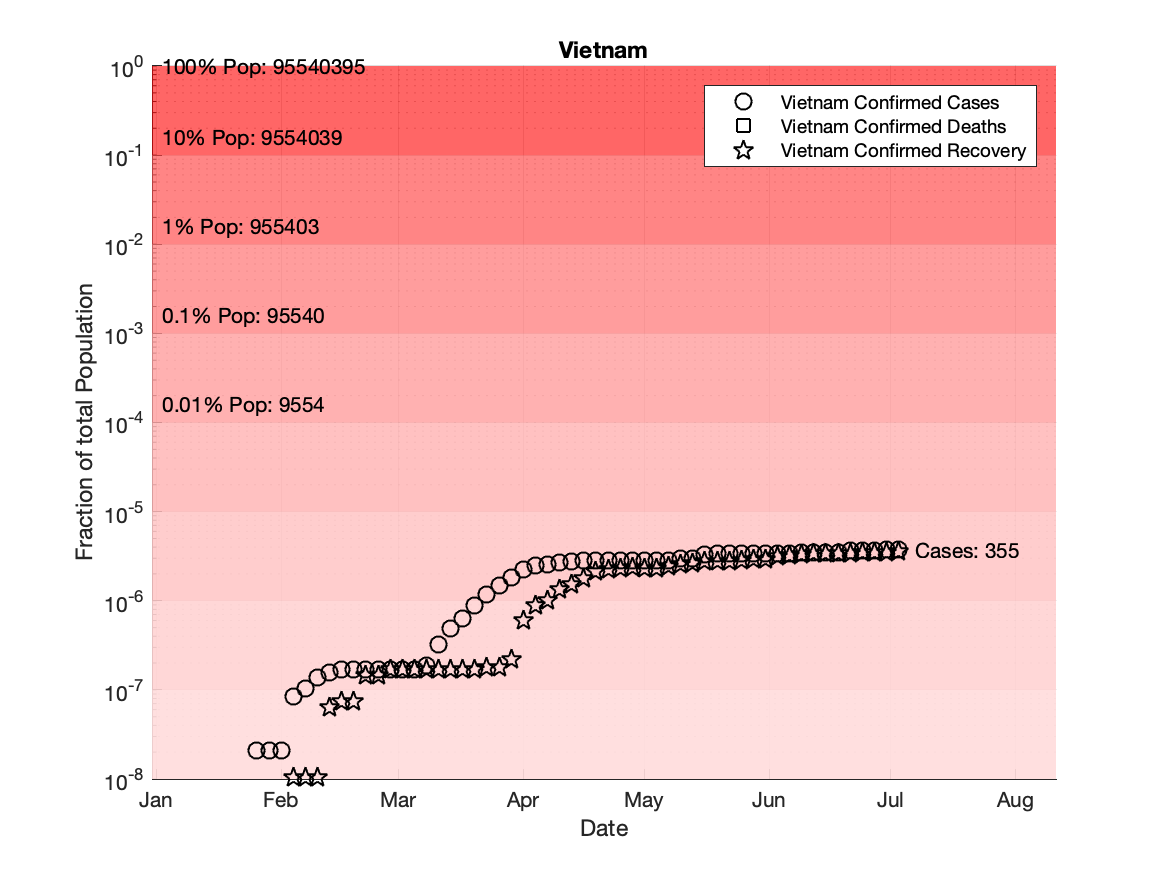 Vietnam
10^0
100% Pop: 95540395
Vietnam Confirmed Cases
Vietnam Confirmed Deaths
Vietnam Confirmed Recovery
10% Pop: 9554039
10^-1
1% Pop: 955403
10^-2
0.1% Pop: 95540
10^-3
0.01% Pop: 9554
10^-4
10^-5
Cases: 355
10^-6
10^-7
10^-8
Fraction of total Population
Jan Feb Mar Apr May Jun Jul Aug
Date